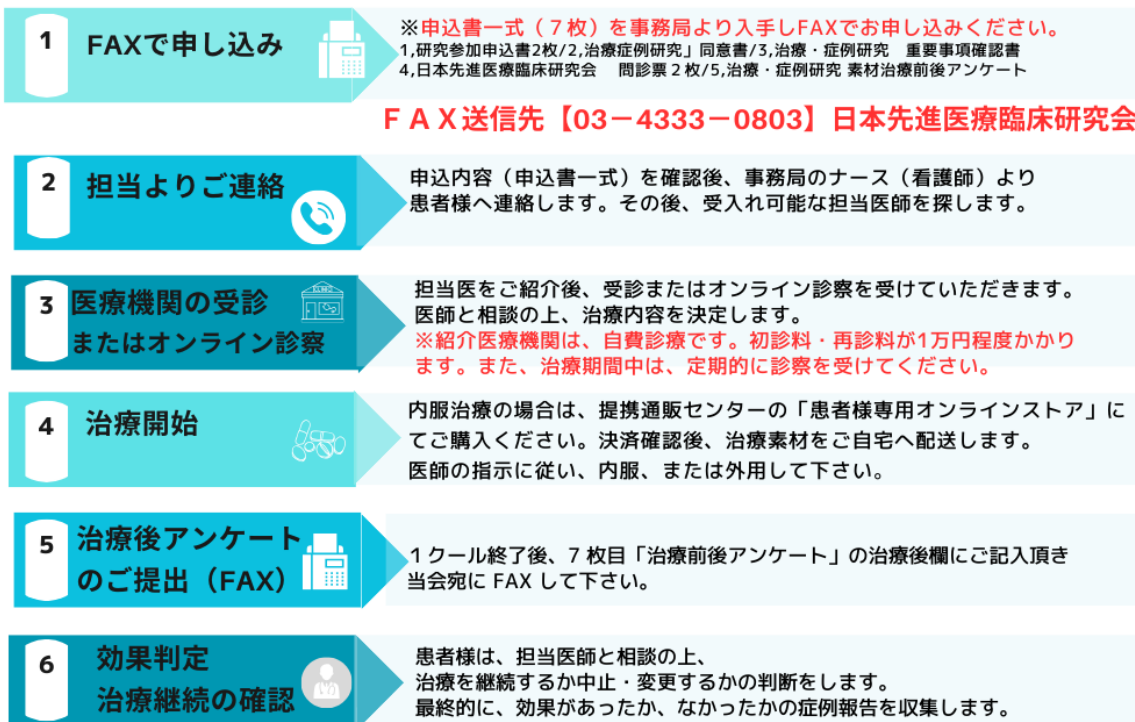 1
FAXで申し込み
※申込書一式（７枚）を事務局より入手しFAXでお申し込みください。
1,研究参加申込書2枚/2,治療症例研究」同意書/3,治療・症例研究　重要事項確認書
4,日本先進医療臨床研究会　問診票２枚/5,治療・症例研究 素材治療前後アンケート
ＦＡＸ送信先【03－4333－0803】日本先進医療臨床研究会
2
担当よりご連絡
申込内容（申込書一式）を確認後、事務局のナース（看護師）より
患者様へ連絡します。その後、受入れ可能な担当医師を探します。
3
医療機関の受診
またはオンライン診察
担当医をご紹介後、受診またはオンライン診察を受けていただきます。
医師と相談の上、治療内容を決定します。
※紹介医療機関は、自費診療です。初診料・再診料が1万円程度かかり
ます。また、治療期間中は、定期的に診察を受けてください。
4
治療開始
内服治療の場合は、提携通販センターの「患者様専用オンラインストア」に
てご購入ください。決済確認後、治療素材をご自宅へ配送します。
医師の指示に従い、内服、または外用して下さい。
5
治療後アンケート
のご提出（FAX）
１クール終了後、７枚目「治療前後アンケート」の治療後欄にご記入頂き
当会宛に FAX して下さい。
6
効果判定
治療継続の確認
患者様は、担当医師と相談の上、
治療を継続するか中止・変更するかの判断をします。
最終的に、効果があったか、なかったかの症例報告を収集します。